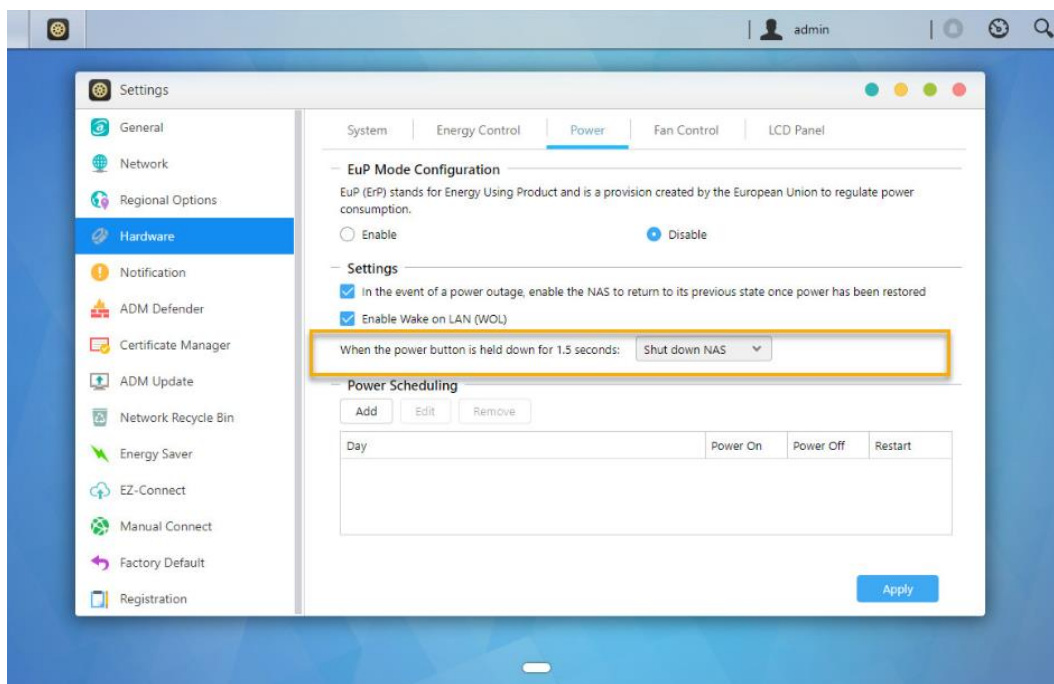 admin
Settings
General
Network
Regional Options
Hardware
Notification
ADM Defender
Certificate Manager
ADM Update
Network Recycle Bin
Energy Saver
EZ-Connect
Manual Connect
Factory Default
Registration
System Energy Control Power Fan Control LCD Panel
EuP Mode Configuration
EuP (ErP) stands for Energy Using Product and is a provision created by the European Union to regulate power
consumption.
Enable Disable
Settings
In the event of a power outage, enable the NAS to return to its previous state once power has been restored
Enable Wake on LAN (WOL)
When the power button is held down for 1.5 seconds: Shut down NAS
Power Scheduling
Add Edit Remove
Day Power On Power Off Restart
Apply